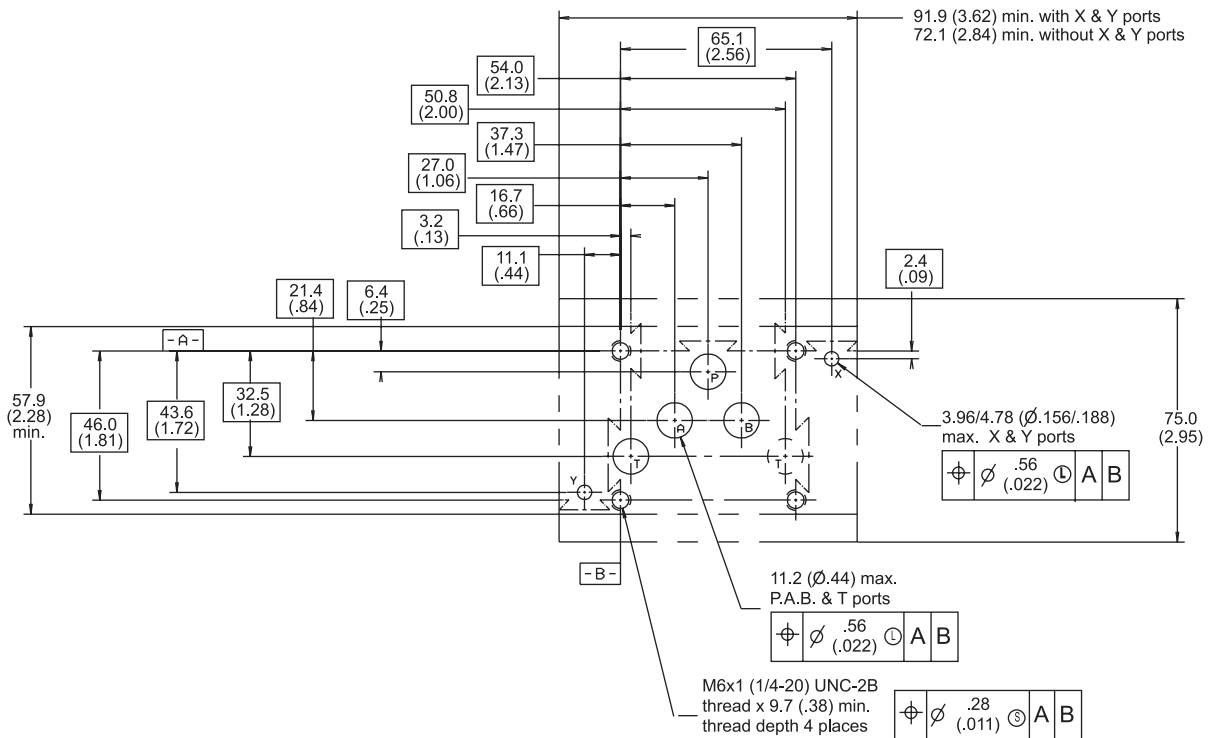 91.9 (3.62) min. with X & Y ports
72.1 (2.84) min. without X & Y ports
65.1
(2.56)
54.0
(2.13)
50.8
(2.00)
37.3
(1.47)
27.0
(1.06)
16.7
(.66)
3.2
(.13)
11.1
(.44)
2.4
(.09)
21.4
(.84)
6.4
(.25)
-A-
57.9
(2.28)
min.
46.0
(1.81)
43.6
(1.72)
32.5
(1.28)
P
X
A
B
T
T
Y
75.0
(2.95)
3.96/4.78 (Ø.156/.188)
max. X & Y ports
⌖ Ø .56 Ⓛ A B
(.022)
-B-
11.2 (Ø.44) max.
P.A.B. & T ports
⌖ Ø .56 Ⓛ A B
(.022)
M6x1 (1/4-20) UNC-2B
thread x 9.7 (.38) min.
thread depth 4 places
⌖ Ø .28 Ⓢ A B
(.011)